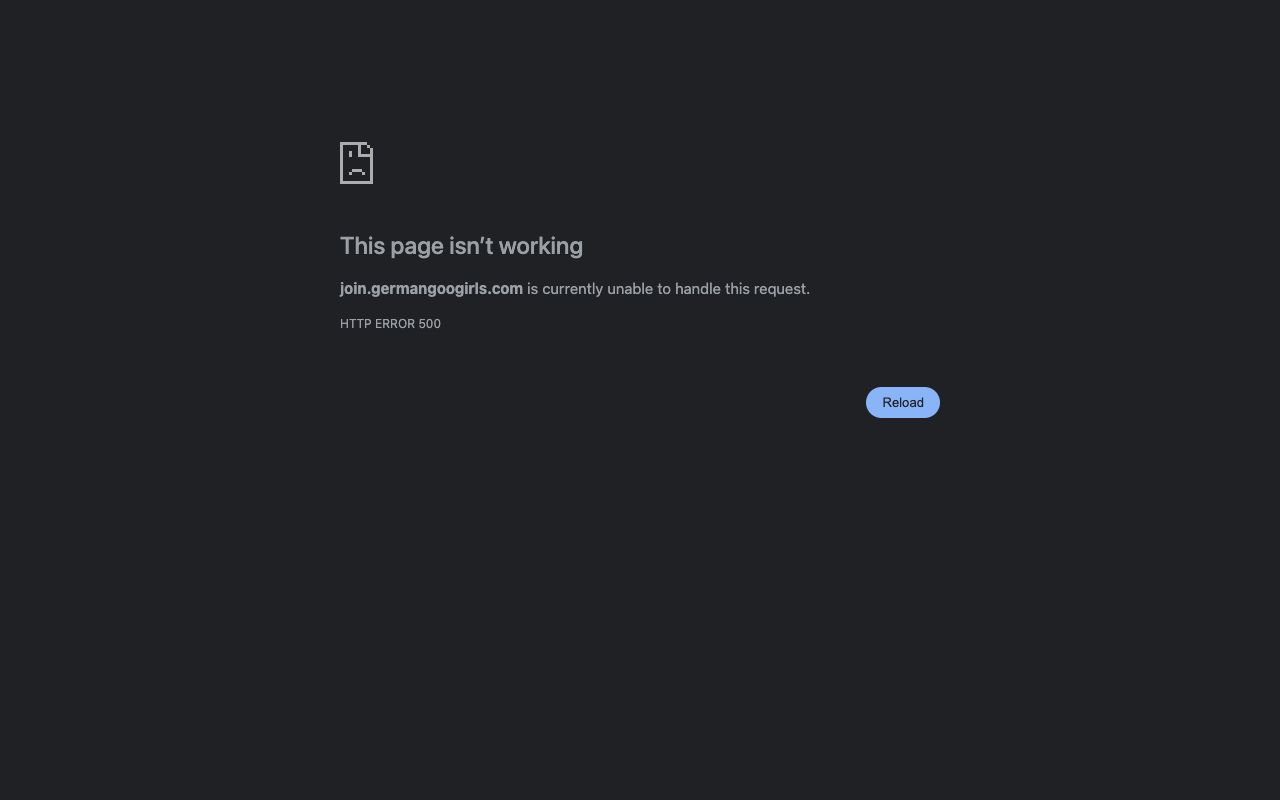 This page isn’t working
join.germangoogirls.com is currently unable to handle this request.
HTTP ERROR 500
Reload